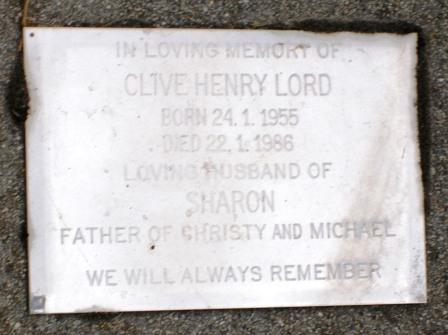 IN LOVING MEMORY OF
CLIVE HENRY LORD
BORN 24.1.1955
DIED 22.1.1986
LOVING HUSBAND OF
SHARON
FATHER OF CHRISTY AND MICHAEL
WE WILL ALWAYS REMEMBER